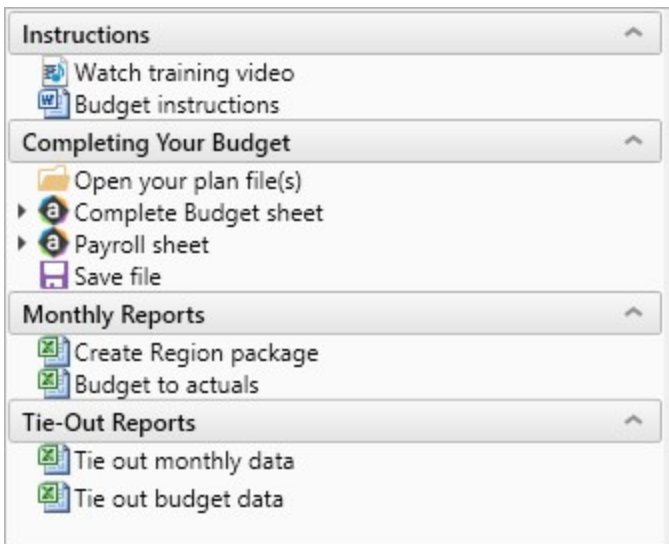 Instructions
Watch training video
Budget instructions
Completing Your Budget
Open your plan file(s)
Complete Budget sheet
Payroll sheet
Save file
Monthly Reports
Create Region package
Budget to actuals
Tie-Out Reports
Tie out monthly data
Tie out budget data